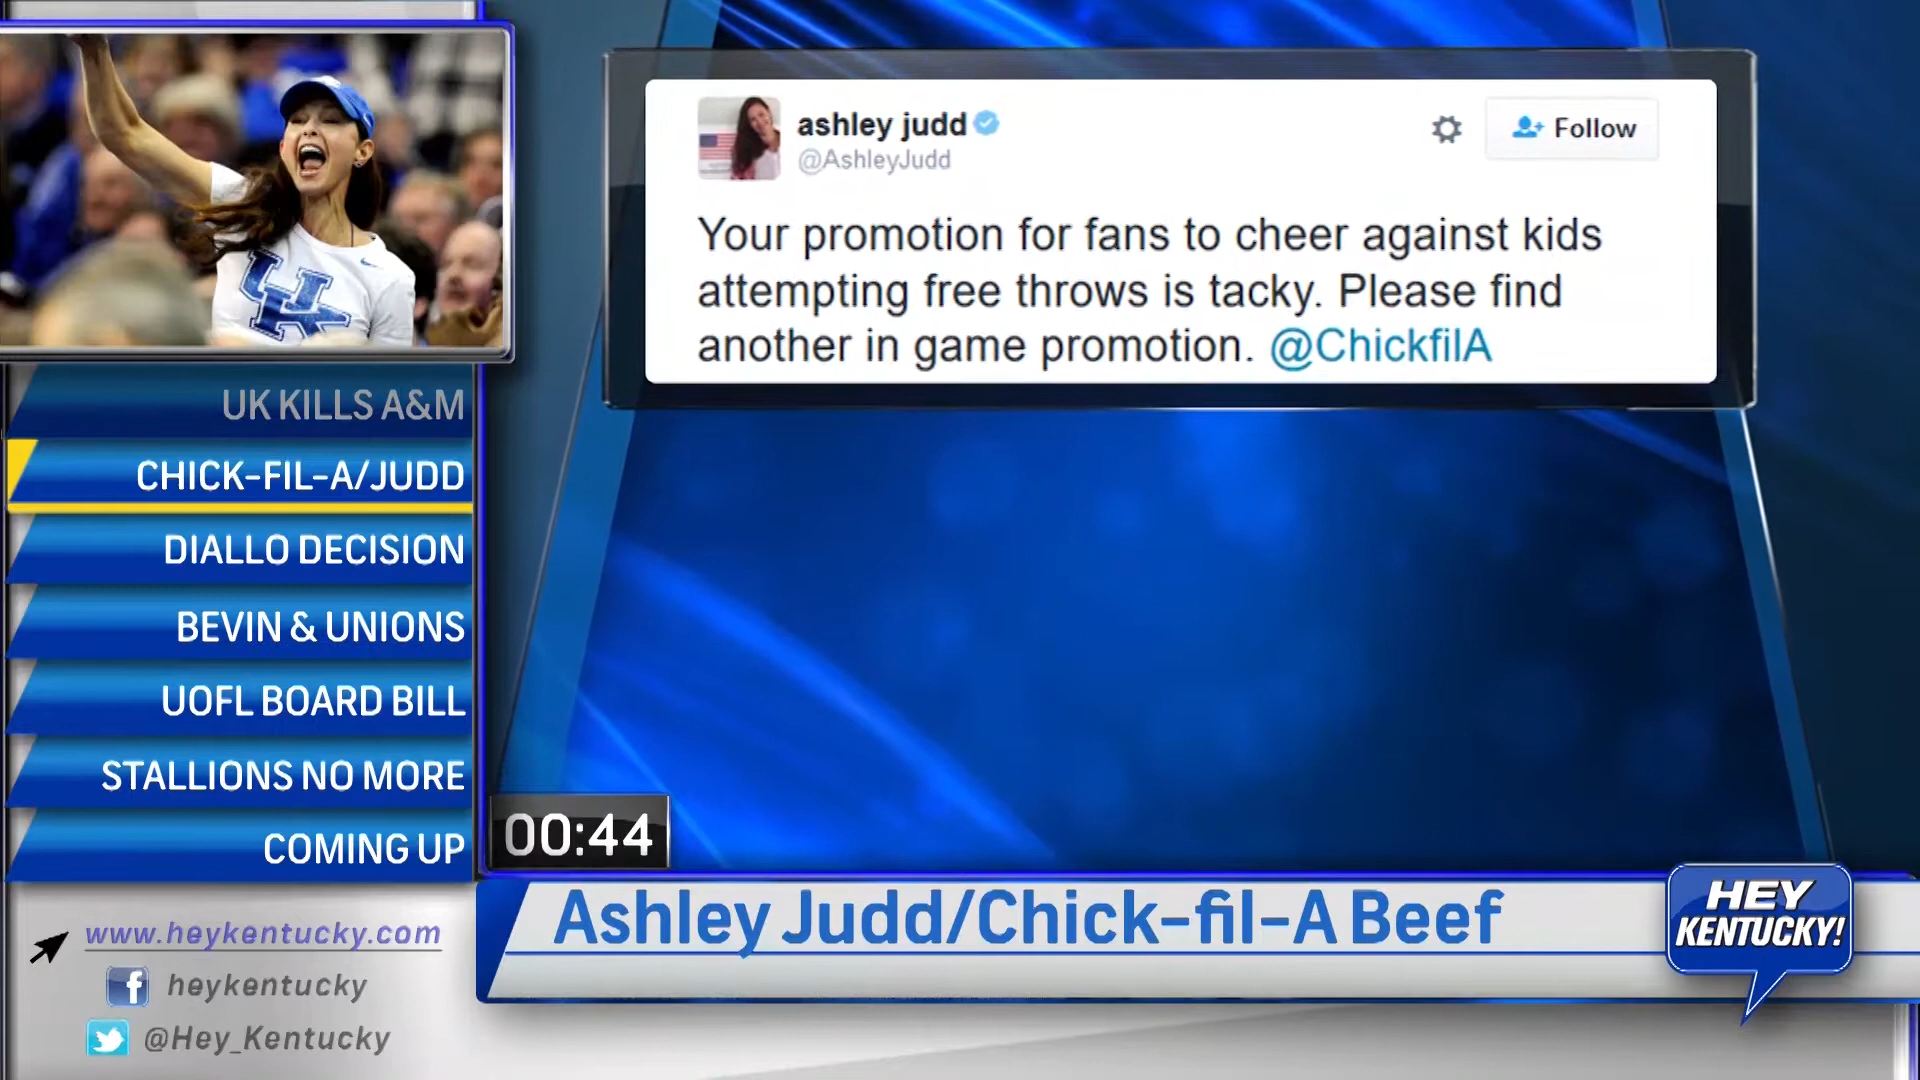 ashley judd
@AshleyJudd
Follow
Your promotion for fans to cheer against kids
attempting free throws is tacky. Please find
another in game promotion. @ChickfilA
UK
UK KILLS A&M
CHICK-FIL-A/JUDD
DIALLO DECISION
BEVIN & UNIONS
UOFL BOARD BILL
STALLIONS NO MORE
COMING UP
00:44
Ashley Judd/Chick-fil-A Beef
HEY
KENTUCKY!
www.heykentucky.com
f heykentucky
@Hey_Kentucky